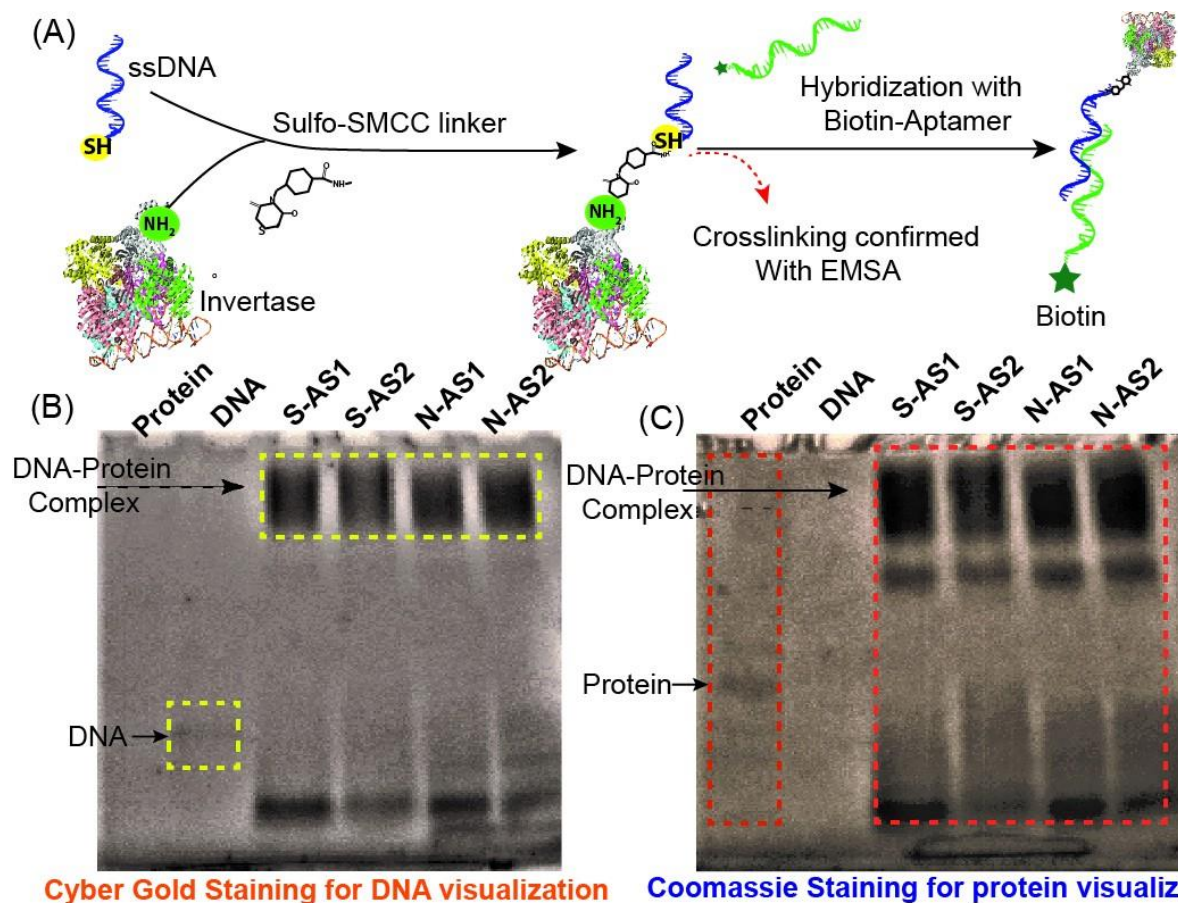 (A)
ssDNA
SH
Sulfo-SMCC linker
NH2
Invertase
SH
NH2
Hybridization with
Biotin-Aptamer
Crosslinking confirmed
With EMSA
Biotin
(B)
Protein
DNA
S-AS1
S-AS2
N-AS1
N-AS2
DNA-Protein
Complex
DNA
Cyber Gold Staining for DNA visualization
(C)
Protein
DNA
S-AS1
S-AS2
N-AS1
N-AS2
DNA-Protein
Complex
Protein
Coomassie Staining for protein visualiz